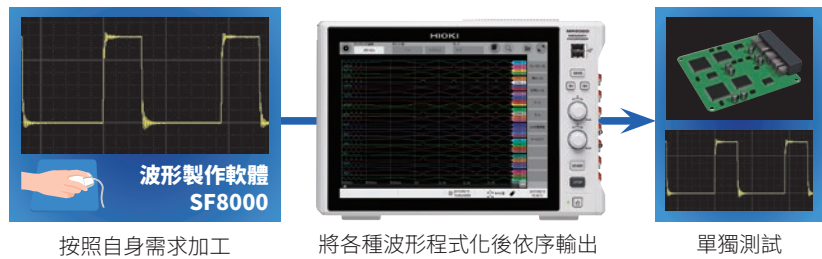 HIOKI
波形製作軟體
SF8000
按照自身需求加工
將各種波形程式化後依序輸出
單獨測試